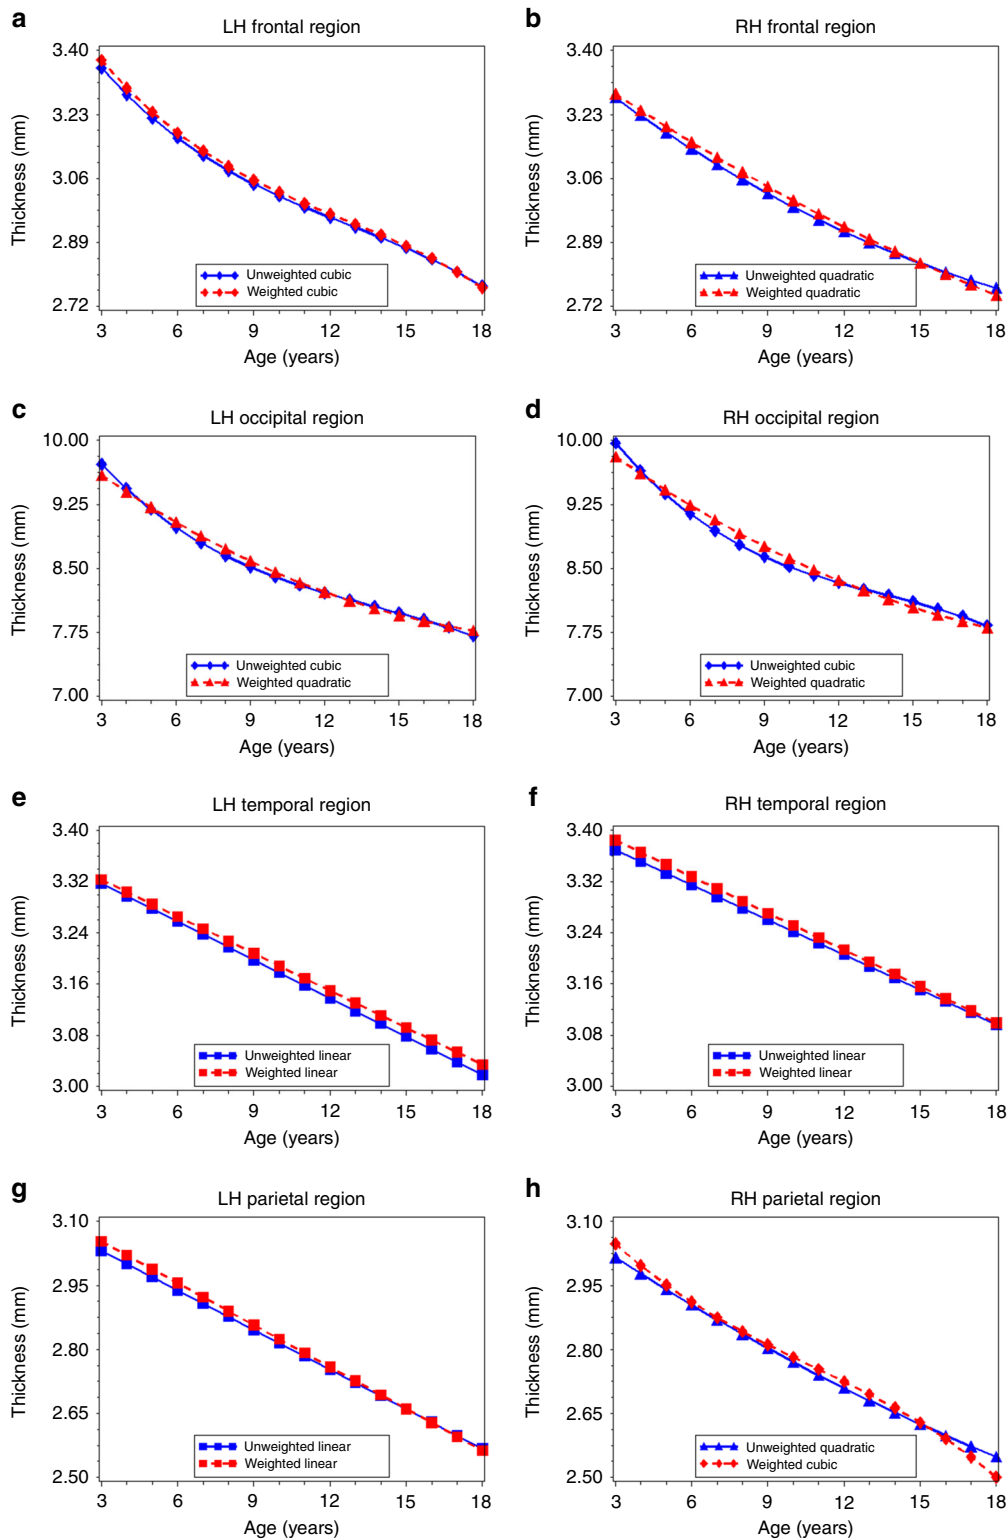 a
LH frontal region
Thickness (mm)
3.40
3.23
3.06
2.89
2.72
Unweighted cubic
Weighted cubic
3 6 9 12 15 18
Age (years)
b
RH frontal region
Thickness (mm)
3.40
3.23
3.06
2.89
2.72
Unweighted quadratic
Weighted quadratic
3 6 9 12 15 18
Age (years)
c
LH occipital region
Thickness (mm)
10.00
9.25
8.50
7.75
7.00
Unweighted cubic
Weighted quadratic
3 6 9 12 15 18
Age (years)
d
RH occipital region
Thickness (mm)
10.00
9.25
8.50
7.75
7.00
Unweighted cubic
Weighted quadratic
3 6 9 12 15 18
Age (years)
e
LH temporal region
Thickness (mm)
3.40
3.32
3.24
3.16
3.08
3.00
Unweighted linear
Weighted linear
3 6 9 12 15 18
Age (years)
f
RH temporal region
Thickness (mm)
3.40
3.32
3.24
3.16
3.08
3.00
Unweighted linear
Weighted linear
3 6 9 12 15 18
Age (years)
g
LH parietal region
Thickness (mm)
3.10
2.95
2.80
2.65
2.50
Unweighted linear
Weighted linear
3 6 9 12 15 18
Age (years)
h
RH parietal region
Thickness (mm)
3.10
2.95
2.80
2.65
2.50
Unweighted quadratic
Weighted cubic
3 6 9 12 15 18
Age (years)